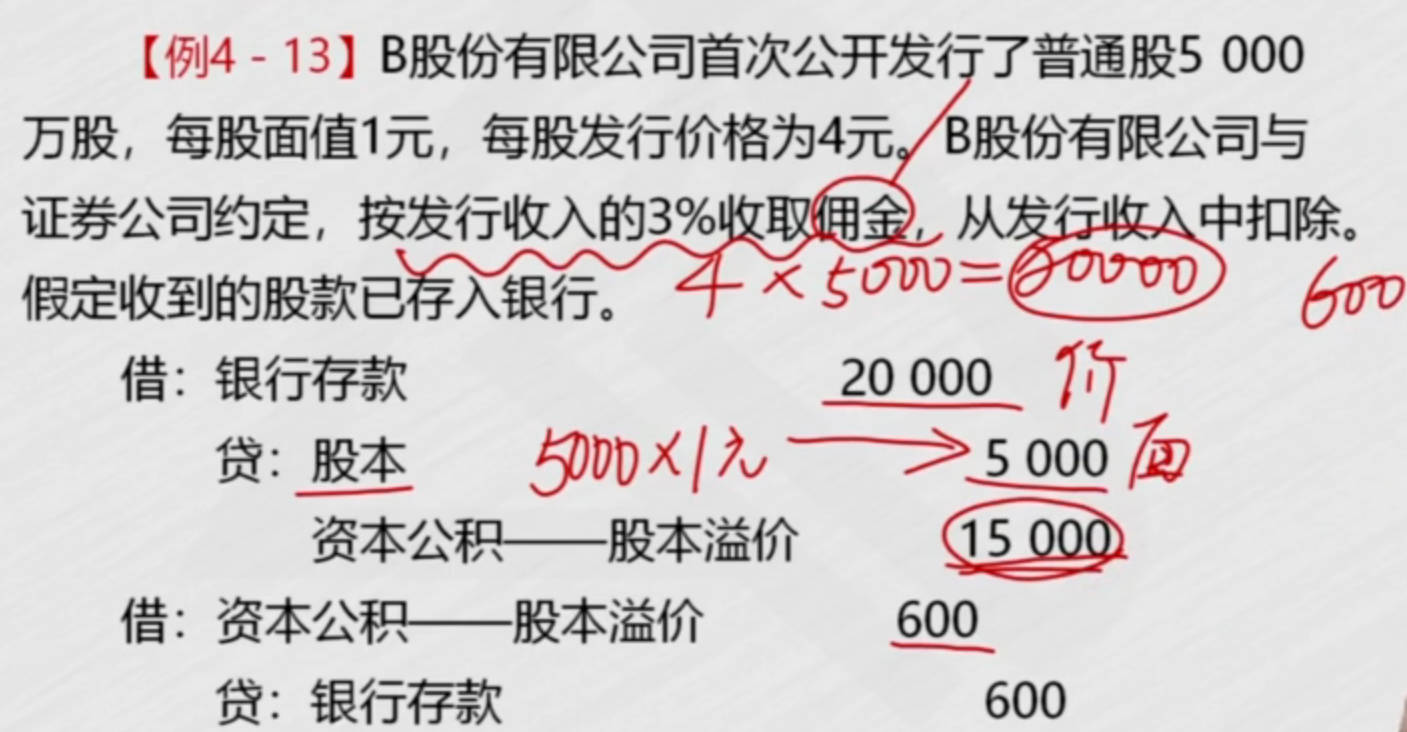 【例4-13】B股份有限公司首次公开发行了普通股5 000
万股，每股面值1元，每股发行价格为4元。B股份有限公司与
证券公司约定，按发行收入的3%收取佣金，从发行收入中扣除。
假定收到的股款已存入银行。 4×5000=20000 600
借：银行存款 20 000 价
贷：股本 5000×1元 5 000 面
资本公积——股本溢价 15 000
借：资本公积——股本溢价 600
贷：银行存款 600